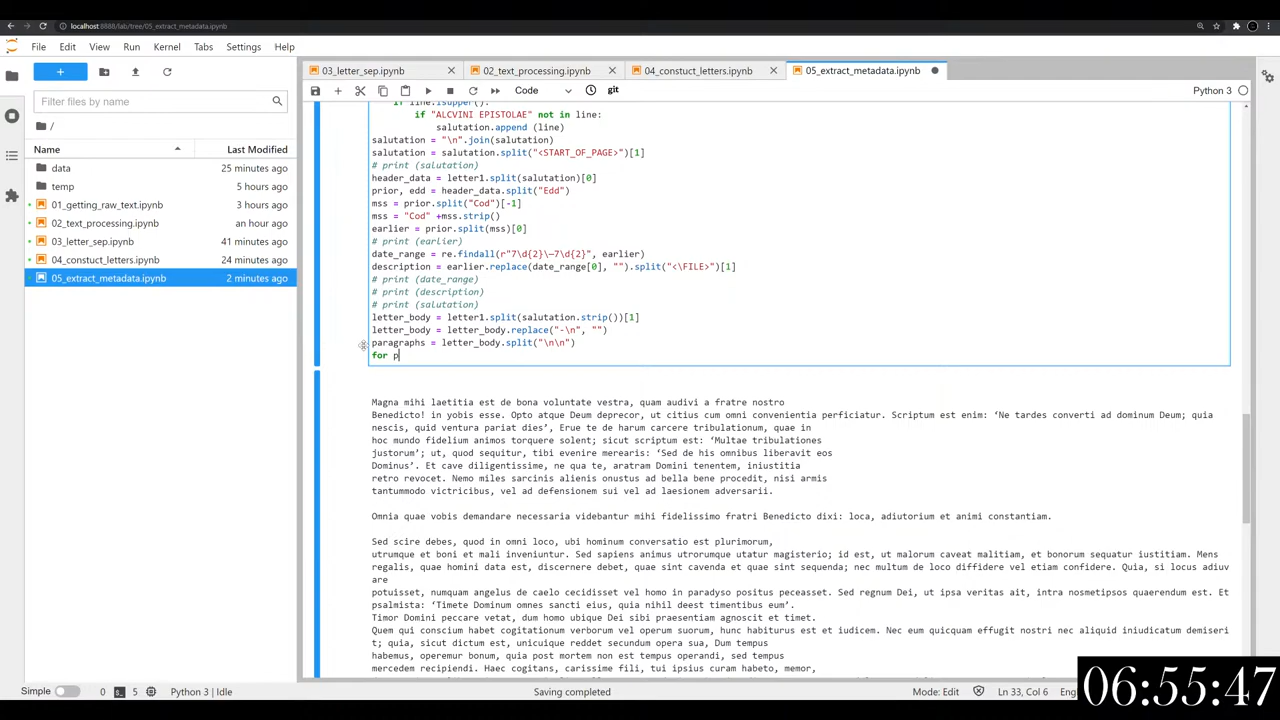 localhost:8888/lab/tree/05_extract_metadata.ipynb
File Edit View Run Kernel Tabs Settings Help
03_letter_sep.ipynb 02_text_processing.ipynb 04_constuct_letters.ipynb 05_extract_metadata.ipynb
Code git Python 3
Filter files by name
/
Name Last Modified
data 25 minutes ago
temp 5 hours ago
01_getting_raw_text.ipynb 3 hours ago
02_text_processing.ipynb an hour ago
03_letter_sep.ipynb 41 minutes ago
04_constuct_letters.ipynb 24 minutes ago
05_extract_metadata.ipynb 2 minutes ago
if line.isupper():
if "ALCVINI EPISTOLAE" not in line:
salutation.append (line)
salutation = "\n".join(salutation)
salutation = salutation.split("<START_OF_PAGE>")[1]
# print (salutation)
header_data = letter1.split(salutation)[0]
prior, edd = header_data.split("Edd")
mss = prior.split("Cod")[-1]
mss = "Cod" +mss.strip()
earlier = prior.split(mss)[0]
# print (earlier)
date_range = re.findall(r"7\d{2}\—7\d{2}", earlier)
description = earlier.replace(date_range[0], "").split("<\FILE>")[1]
# print (date_range)
# print (description)
# print (salutation)
letter_body = letter1.split(salutation.strip())[1]
letter_body = letter_body.replace("-\n", "")
paragraphs = letter_body.split("\n\n")
for p
Magna mihi laetitia est de bona voluntate vestra, quam audivi a fratre nostro
Benedicto! in yobis esse. Opto atque Deum deprecor, ut citius cum omni convenientia perficiatur. Scriptum est enim: ‘Ne tardes converti ad dominum Deum; quia
nescis, quid ventura pariat dies’, Erue te de harum carcere tribulationum, quae in
hoc mundo fidelium animos torquere solent; sicut scriptum est: ‘Multae tribulationes
justorum’; ut, quod sequitur, tibi evenire merearis: ‘Sed de his omnibus liberavit eos
Dominus’. Et cave diligentissime, ne qua te, aratram Domini tenentem, iniustitia
retro revocet. Nemo miles sarcinis alienis onustus ad bella bene procedit, nisi armis
tantummodo victricibus, vel ad defensionem sui vel ad laesionem adversarii.
Omnia quae vobis demandare necessaria videbantur mihi fidelissimo fratri Benedicto dixi: loca, adiutorium et animi constantiam.
Sed scire debes, quod in omni loco, ubi hominum conversatio est plurimorum,
utrumque et boni et mali inveniuntur. Sed sapiens animus utrorumque utatur magisterio; id est, ut malorum caveat malitiam, et bonorum sequatur iustitiam. Mens
regalis, quae homini data est, discernere debet, quae sint cavenda et quae sint sequenda; nec multum de loco diffidere vel etiam confidere. Quia, si locus adiuv
are
potuisset, numquam angelus de caelo cecidisset vel homo in paradyso positus peceasset. Sed regnum Dei, ut ipsa veritas ait, intra nosmetipsos quaerendum est. Et
psalmista: ‘Timete Dominum omnes sancti eius, quia nihil deest timentibus eum’.
Timor Domini peccare vetat, dum homo ubique Dei sibi praesentiam agnoscit et timet.
Quem qui conscium habet cogitationum verborum vel operum suorum, hunc habiturus est et iudicem. Nec eum quicquam effugit nostri nec aliquid iniudicatum demiseri
t; quia, sicut dictum est, unicuique reddet secundum opera sua, Dum tempus
habemus, operemur bonum, quia post mortem non est tempus operandi, sed tempus
mercedem recipiendi. Haec cogitans, carissime fili, tui ipsius curam habeto, memor,
Simple 0 5 Python 3 | Idle Saving completed Mode: Edit Ln 33, Col 6
06:55:47